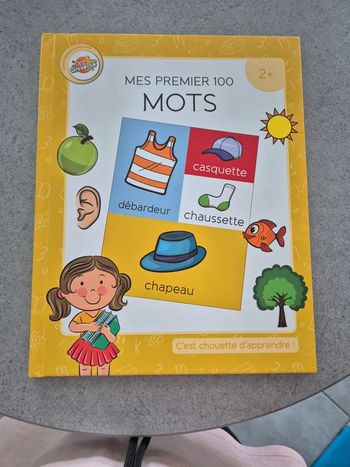 MES PREMIER 100
MOTS
2+
casquette
débardeur
chaussette
chapeau
C'est chouette d'apprendre !